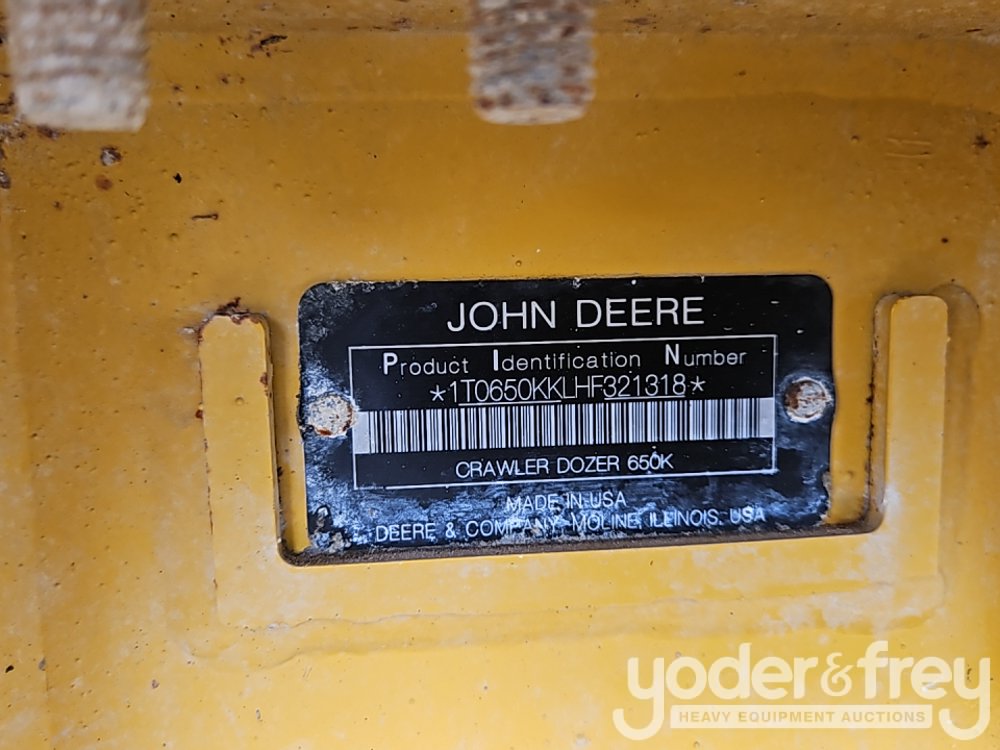 JOHN DEERE
Product Identification Number
*1T0650KKLHF321318*
CRAWLER DOZER 650K
MADE IN USA
DEERE & COMPANY MOLINE, ILLINOIS, USA
yoder&frey
HEAVY EQUIPMENT AUCTIONS